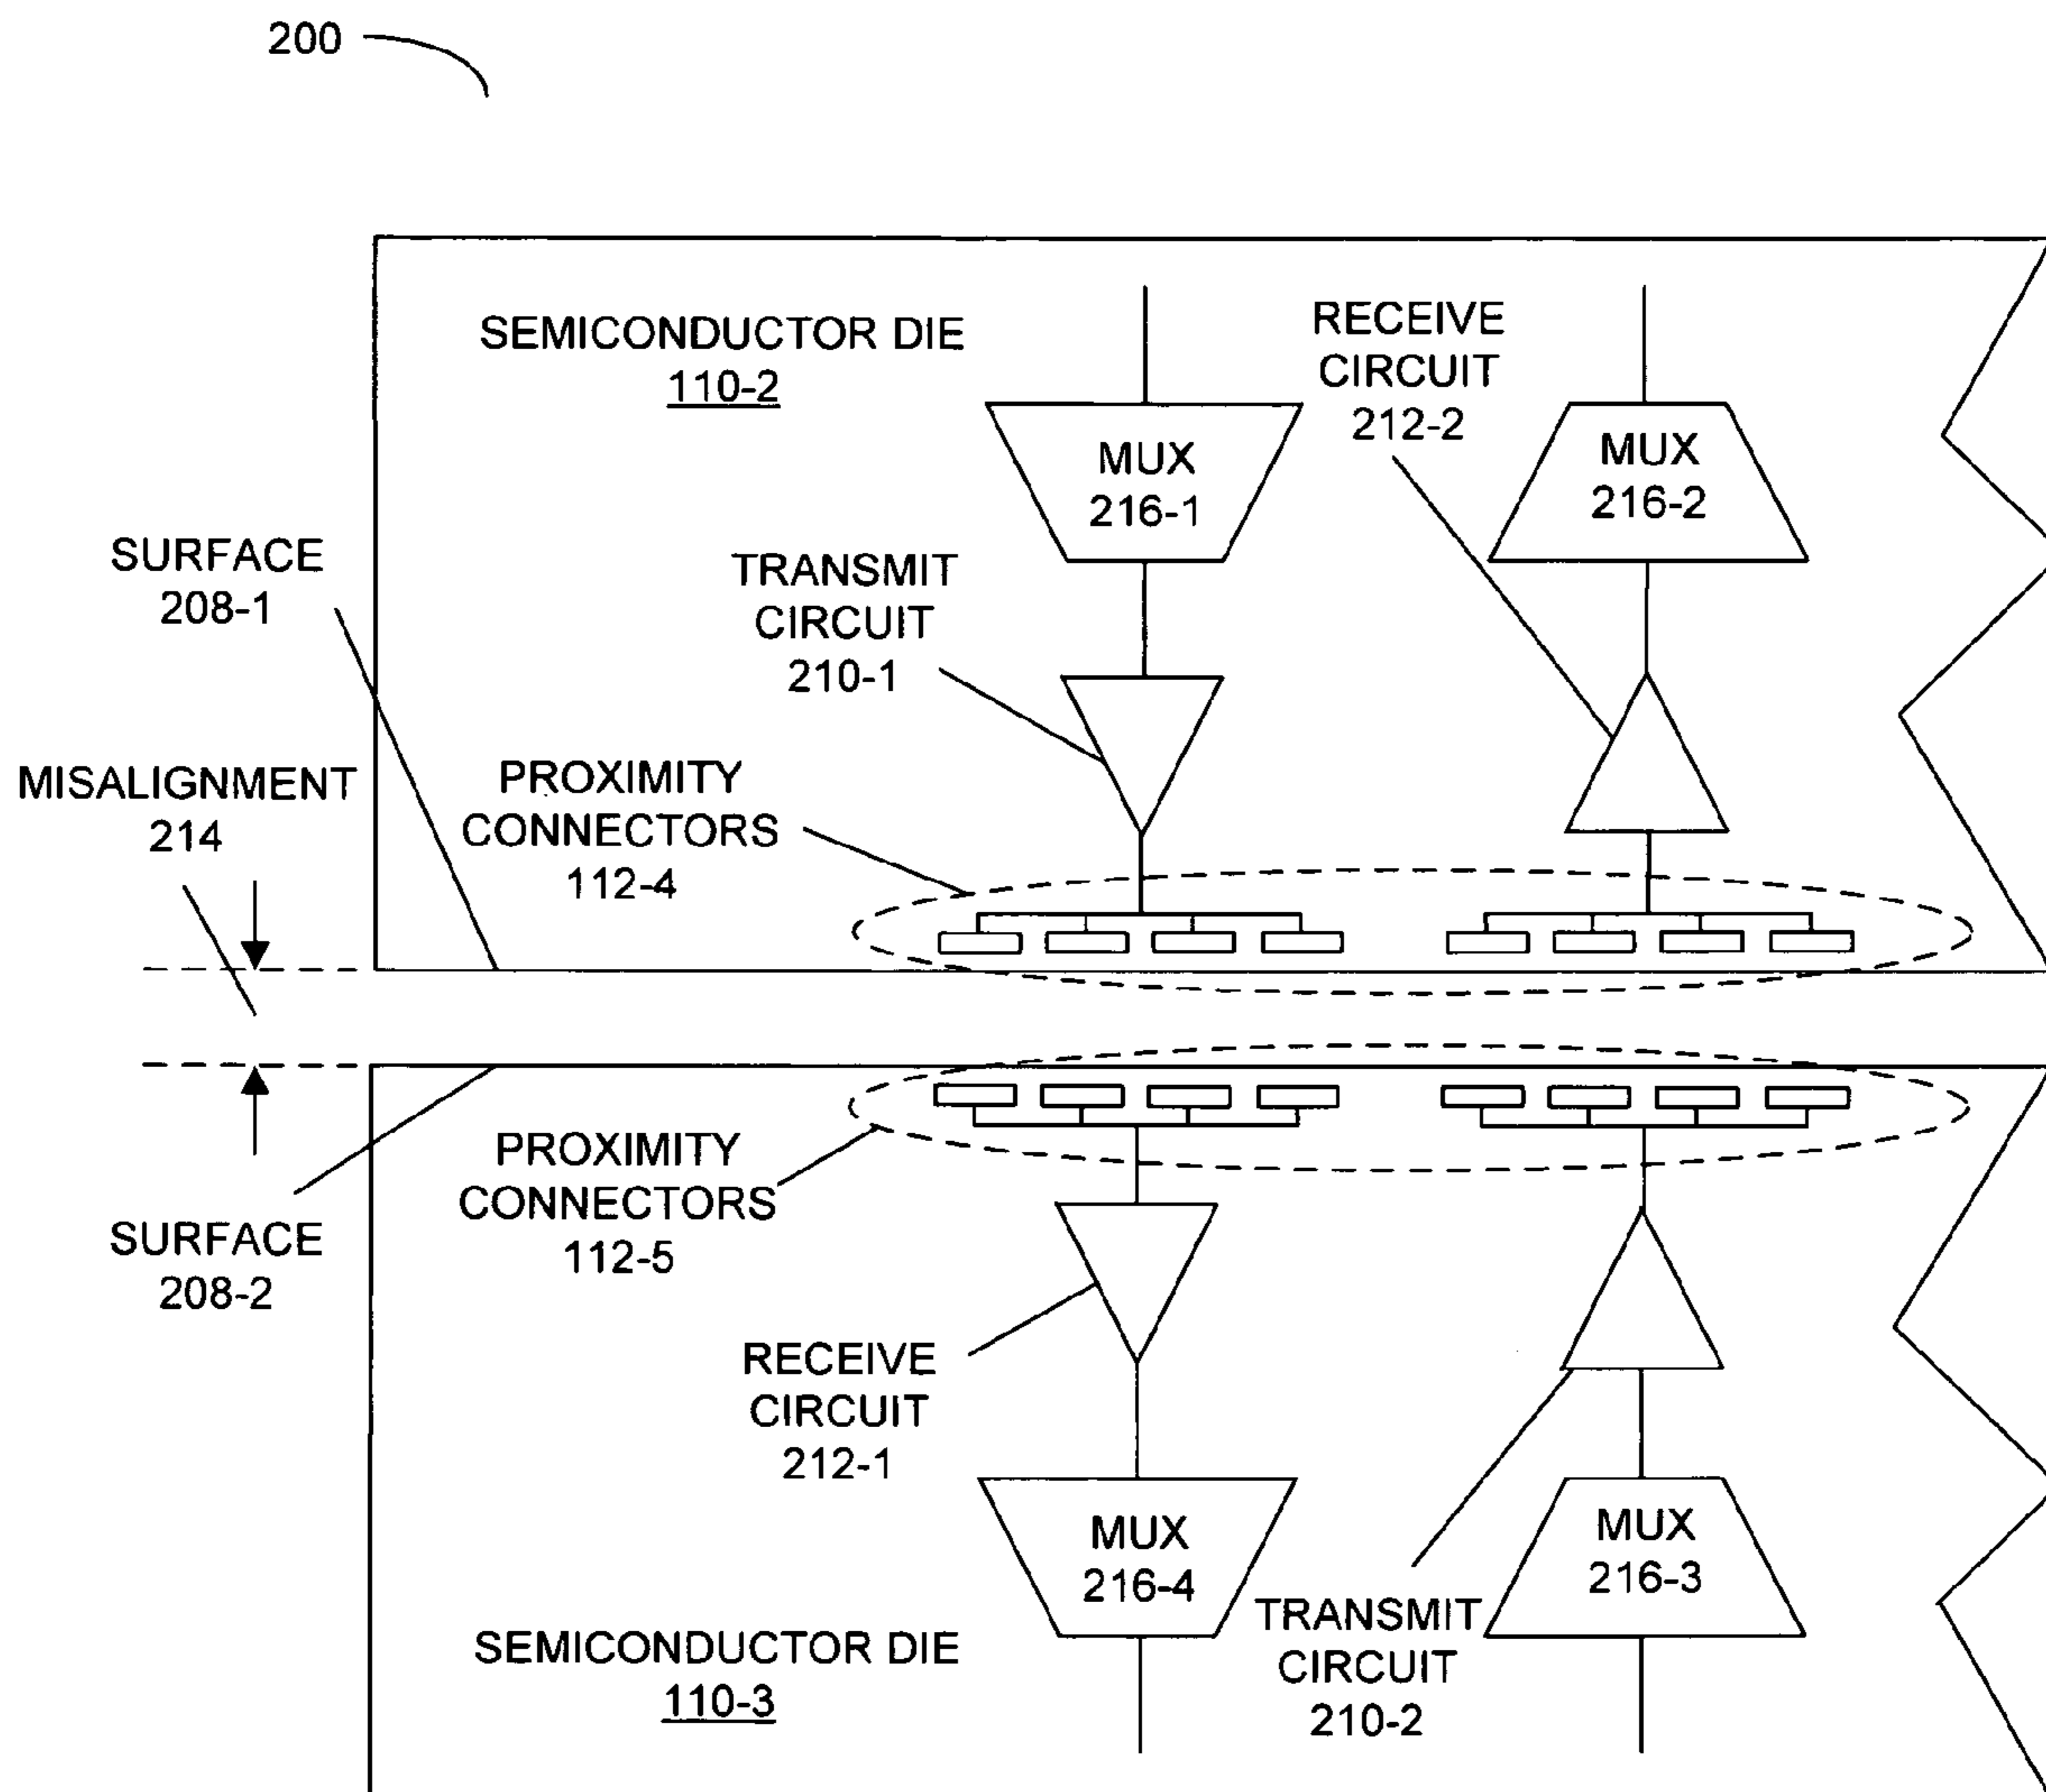 200
SEMICONDUCTOR DIE
110-2
RECEIVE
CIRCUIT
212-2
MUX
216-1
MUX
216-2
SURFACE
208-1
TRANSMIT
CIRCUIT
210-1
MISALIGNMENT
214
PROXIMITY
CONNECTORS
112-4
PROXIMITY
CONNECTORS
112-5
SURFACE
208-2
RECEIVE
CIRCUIT
212-1
MUX
216-4
MUX
216-3
TRANSMIT
CIRCUIT
210-2
SEMICONDUCTOR DIE
110-3